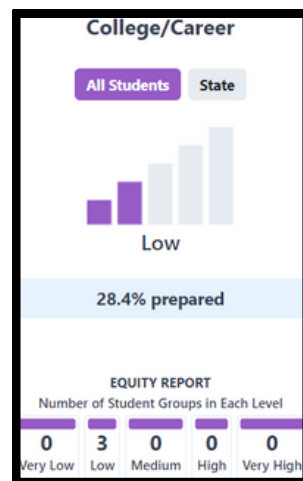 College/Career
All Students State
Low
28.4% prepared
EQUITY REPORT
Number of Student Groups in Each Level
0 3 0 0 0
Very Low Low Medium High Very High